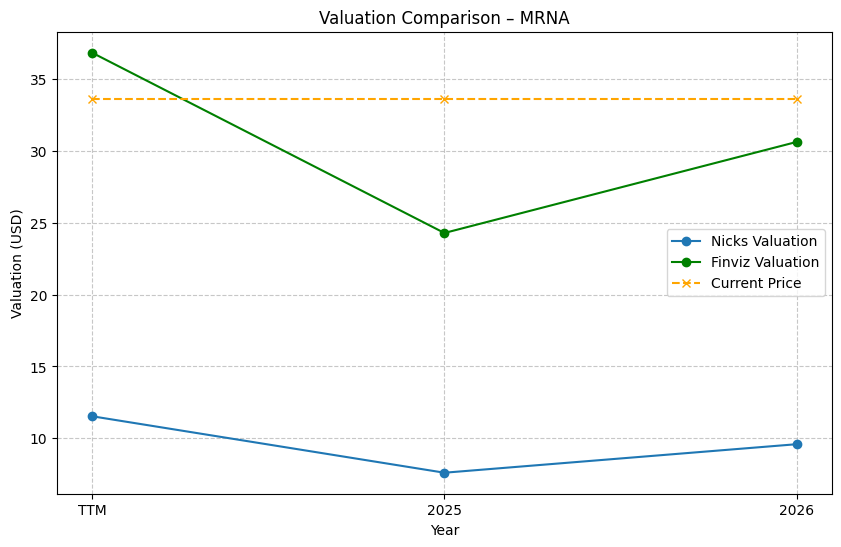 Valuation Comparison – MRNA
Valuation (USD)
35
30
25
20
15
10
Nicks Valuation
Finviz Valuation
Current Price
TTM
2025
2026
Year